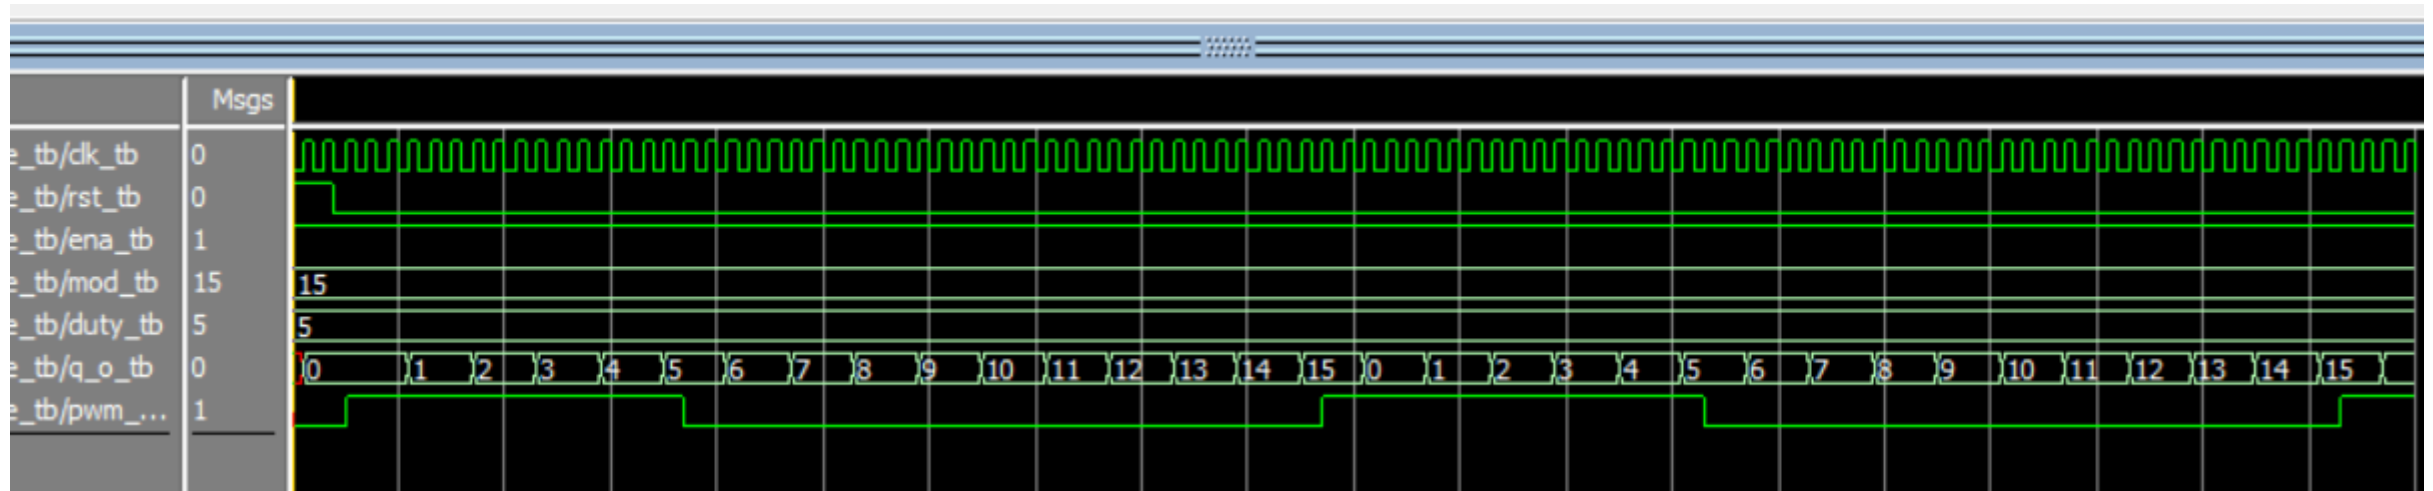 Msgs
e_tb/clk_tb 0
e_tb/rst_tb 0
e_tb/ena_tb 1
e_tb/mod_tb 15 15
e_tb/duty_tb 5 5
e_tb/q_o_tb 0 0 1 2 3 4 5 6 7 8 9 10 11 12 13 14 15 0 1 2 3 4 5 6 7 8 9 10 11 12 13 14 15
e_tb/pwm_... 1